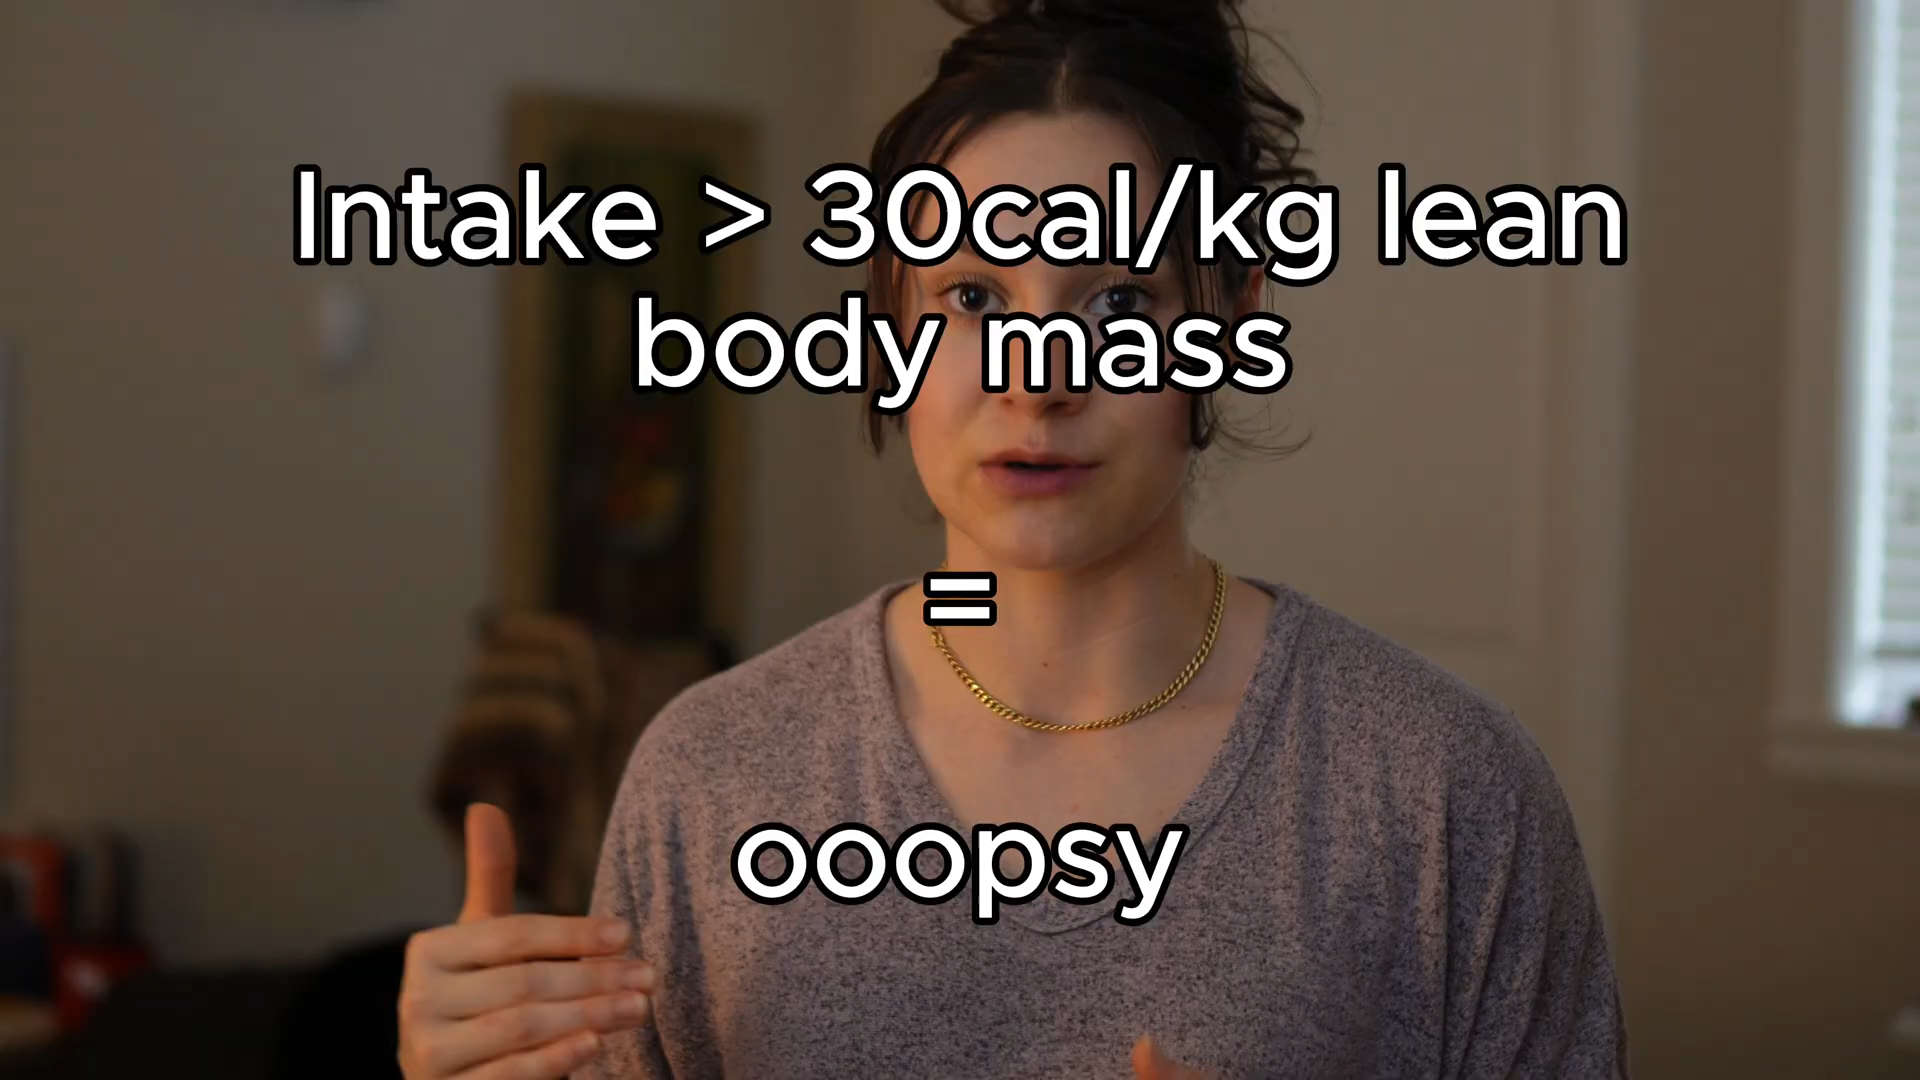 Intake > 30cal/kg lean
body mass
=
ooopsy